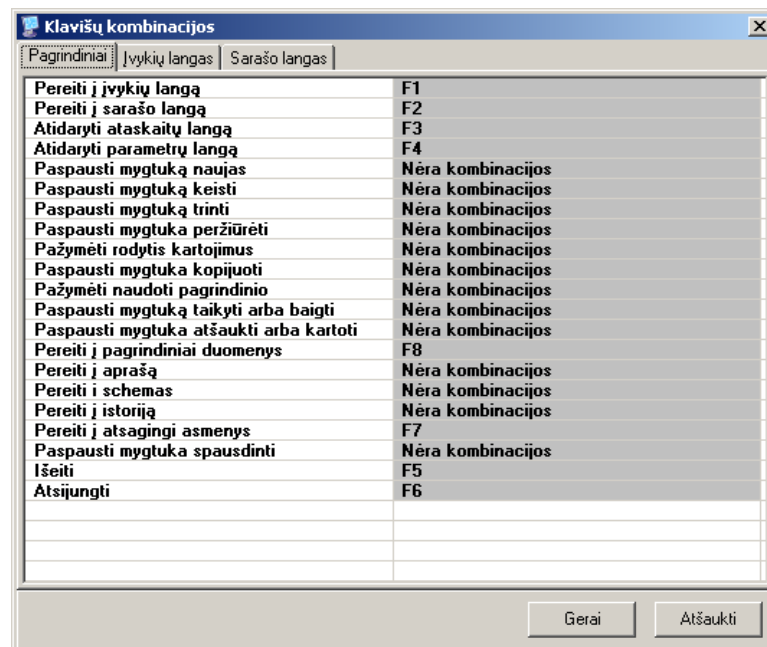 Klavišų kombinacijos
Pagrindiniai Įvykių langas Sarašo langas
Pereiti į įvykių langą F1
Pereiti į sarašo langą F2
Atidaryti ataskaitų langą F3
Atidaryti parametrų langą F4
Paspausti mygtuką naujas Nėra kombinacijos
Paspausti mygtuką keisti Nėra kombinacijos
Paspausti mygtuką trinti Nėra kombinacijos
Paspausti mygtuką peržiūrėti Nėra kombinacijos
Pažymėti rodytis kartojimus Nėra kombinacijos
Paspausti mygtuka kopijuoti Nėra kombinacijos
Pažymėti naudoti pagrindinio Nėra kombinacijos
Paspausti mygtuką taikyti arba baigti Nėra kombinacijos
Paspausti mygtuka atšaukti arba kartoti Nėra kombinacijos
Pereiti į pagrindiniai duomenys F8
Pereiti į aprašą Nėra kombinacijos
Pereiti i schemas Nėra kombinacijos
Pereiti į istoriją Nėra kombinacijos
Pereiti į atsagingi asmenys F7
Paspausti mygtuka spausdinti Nėra kombinacijos
Išeiti F5
Atsijungti F6
Gerai Atšaukti